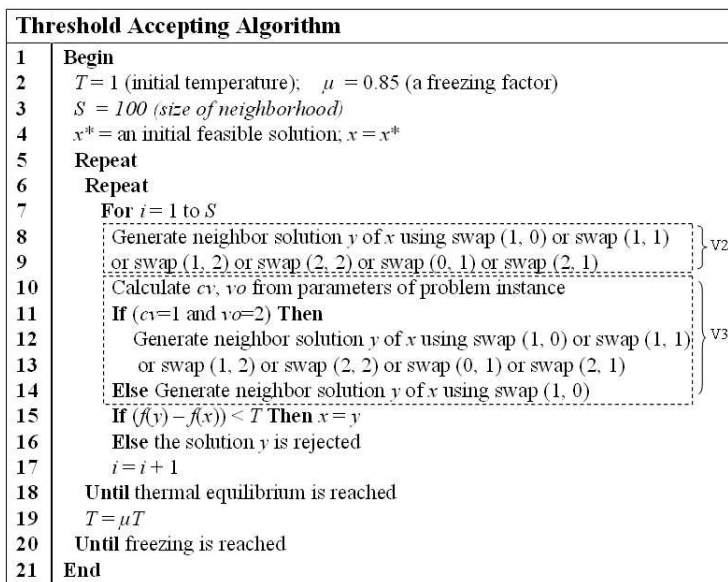 Threshold Accepting Algorithm
1 Begin
2 T = 1 (initial temperature); μ = 0.85 (a freezing factor)
3 S = 100 (size of neighborhood)
4 x* = an initial feasible solution; x = x*
5 Repeat
6 Repeat
7 For i = 1 to S
8 Generate neighbor solution y of x using swap (1, 0) or swap (1, 1)
9 or swap (1, 2) or swap (2, 2) or swap (0, 1) or swap (2, 1)
V2
10 Calculate cv, vo from parameters of problem instance
11 If (cv=1 and vo=2) Then
12 Generate neighbor solution y of x using swap (1, 0) or swap (1, 1)
V3
13 or swap (1, 2) or swap (2, 2) or swap (0, 1) or swap (2, 1)
14 Else Generate neighbor solution y of x using swap (1, 0)
15 If (f(y) – f(x)) < T Then x = y
16 Else the solution y is rejected
17 i = i + 1
18 Until thermal equilibrium is reached
19 T = μT
20 Until freezing is reached
21 End